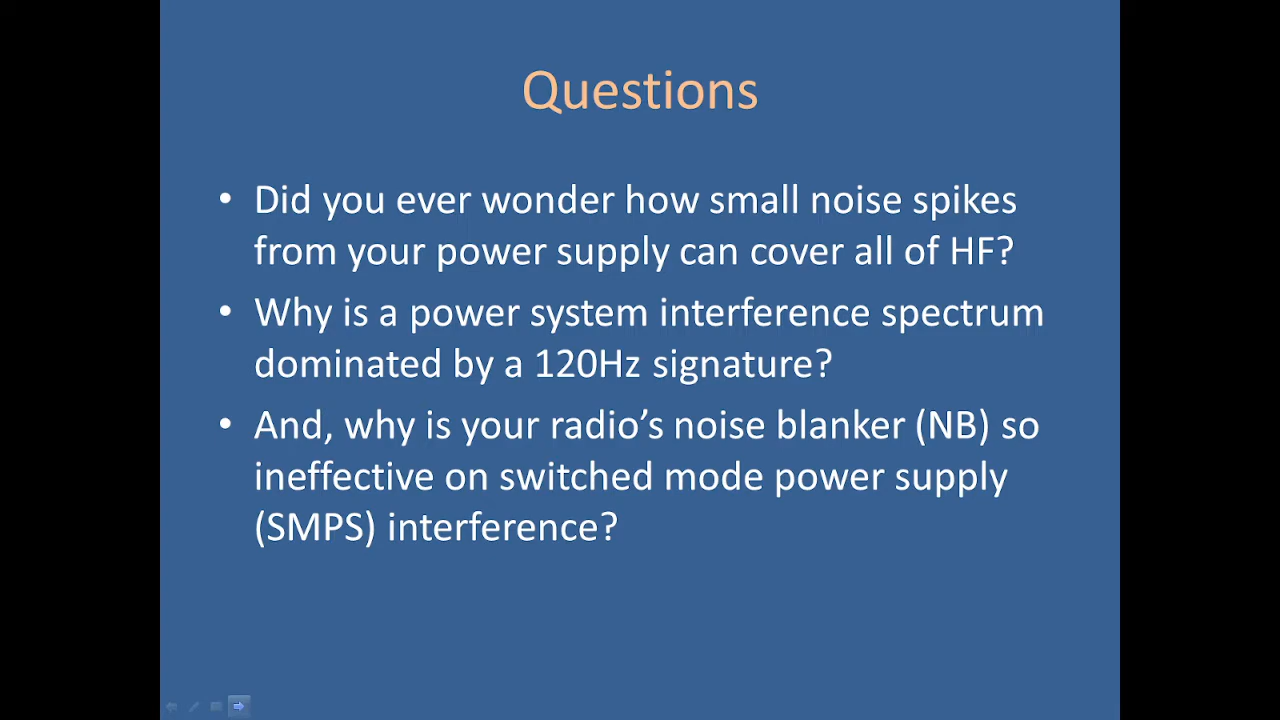 Questions
• Did you ever wonder how small noise spikes
from your power supply can cover all of HF?
• Why is a power system interference spectrum
dominated by a 120Hz signature?
• And, why is your radio’s noise blanker (NB) so
ineffective on switched mode power supply
(SMPS) interference?